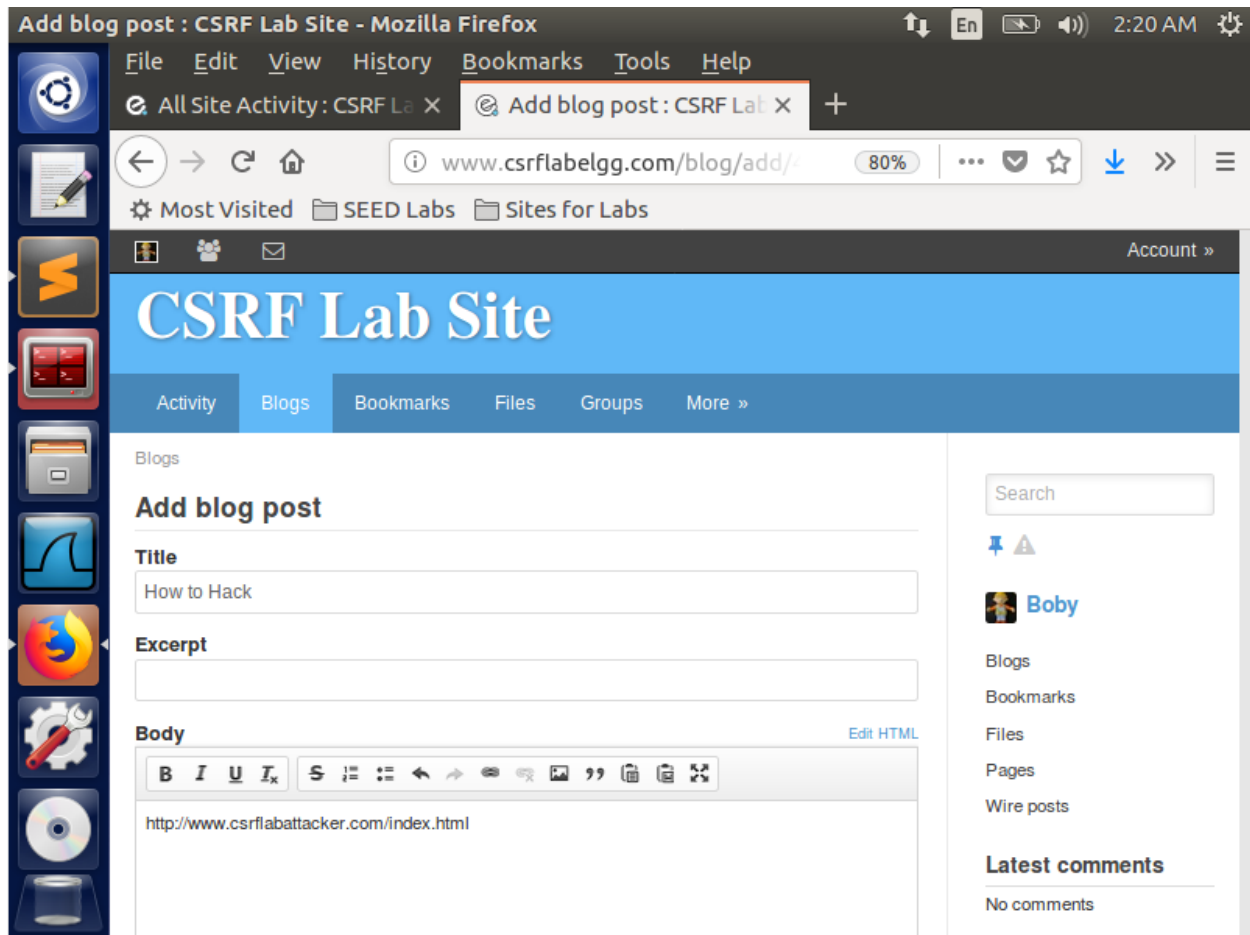 Add blog post : CSRF Lab Site - Mozilla Firefox
En
2:20 AM
File Edit View History Bookmarks Tools Help
All Site Activity : CSRF La
Add blog post : CSRF Lab
www.csrflabelgg.com/blog/add/
80%
Most Visited SEED Labs Sites for Labs
Account »
CSRF Lab Site
Activity Blogs Bookmarks Files Groups More »
Blogs
Add blog post
Title
How to Hack
Excerpt
Body
Edit HTML
B I U Tx S
http://www.csrflabattacker.com/index.html
Search
Boby
Blogs
Bookmarks
Files
Pages
Wire posts
Latest comments
No comments